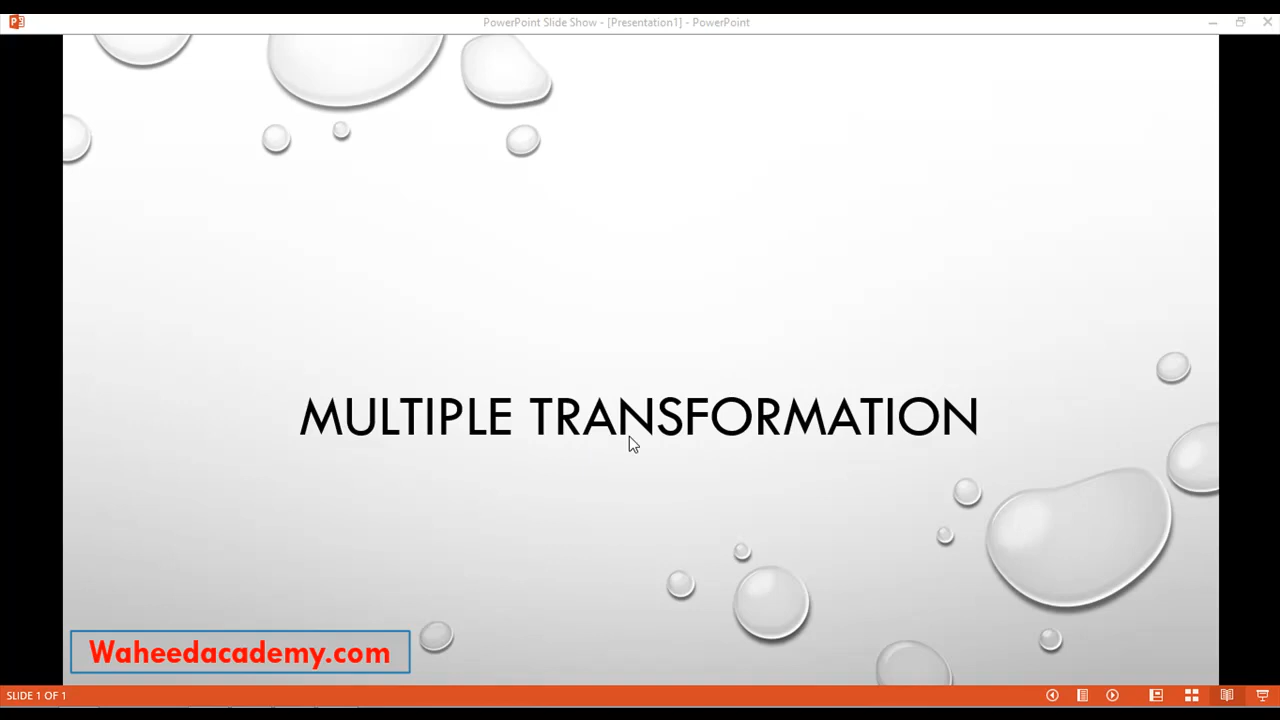 PowerPoint Slide Show - [Presentation1] - PowerPoint
MULTIPLE TRANSFORMATION
Waheedacademy.com
SLIDE 1 OF 1